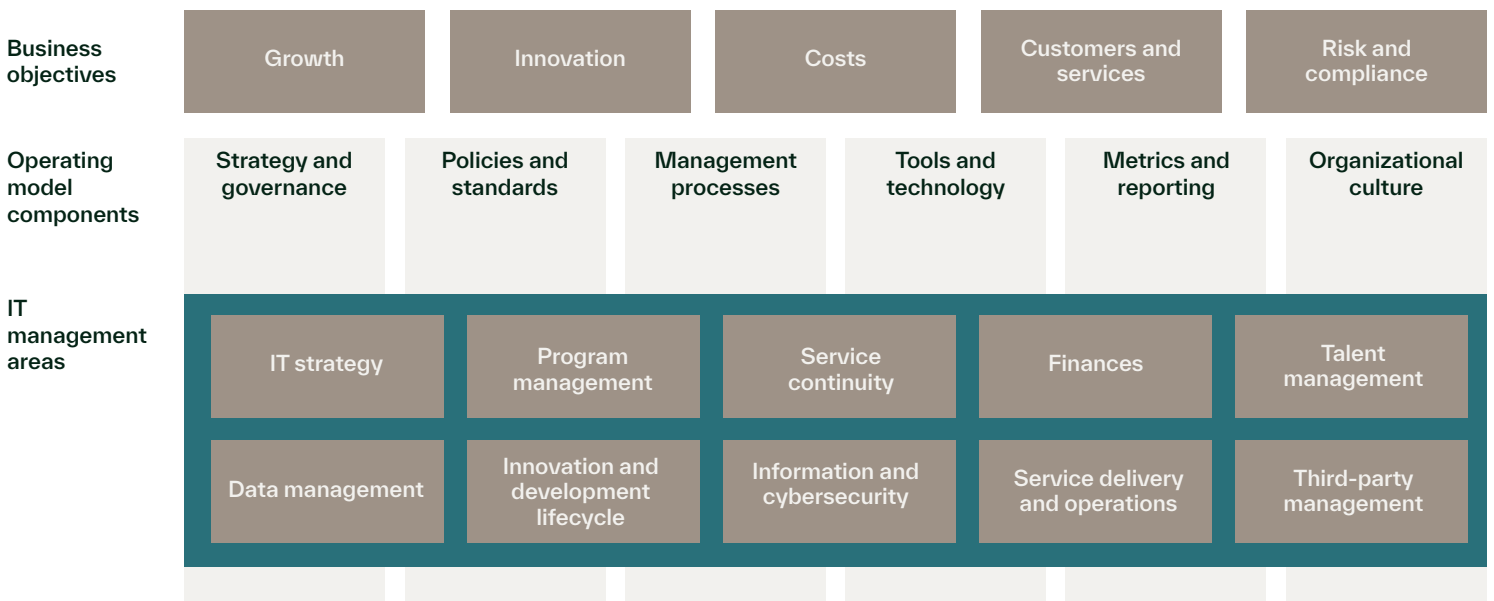 Business
objectives
Growth
Innovation
Costs
Customers and
services
Risk and
compliance
Operating
model
components
Strategy and
governance
Policies and
standards
Management
processes
Tools and
technology
Metrics and
reporting
Organizational
culture
IT
management
areas
IT strategy
Program
management
Service
continuity
Finances
Talent
management
Data management
Innovation and
development
lifecycle
Information and
cybersecurity
Service delivery
and operations
Third-party
management